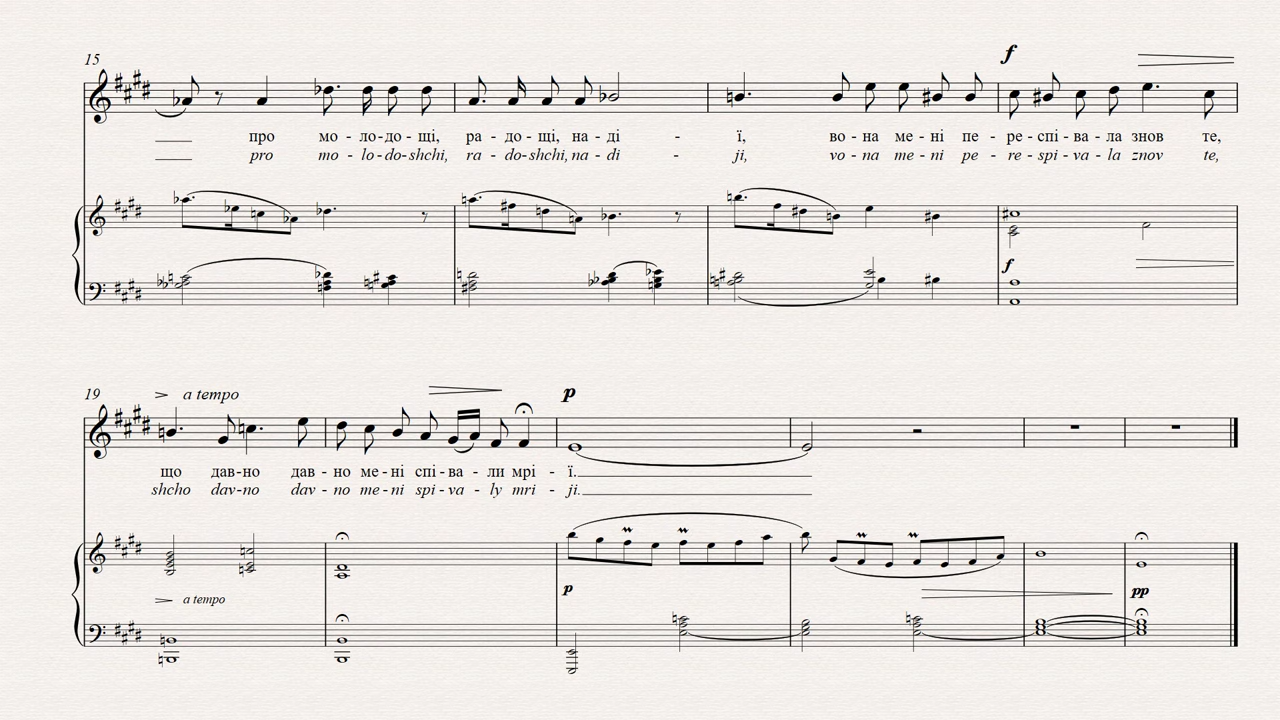 15
f
про мо - ло - до - щі, ра - до - щі, на - ді - ї, во - на ме - ні пе - ре - спі - ва - ла знов те,
pro mo - lo - do - shchi, ra - do - shchi, na - di - ji, vo - na me - ni pe - re - spi - va - la znov te,
f
19
a tempo
p
що дав - но дав - но ме - ні спі - ва - ли мрі - ї.
shcho dav - no dav - no me - ni spi - va - ly mri - ji.
a tempo
p
pp